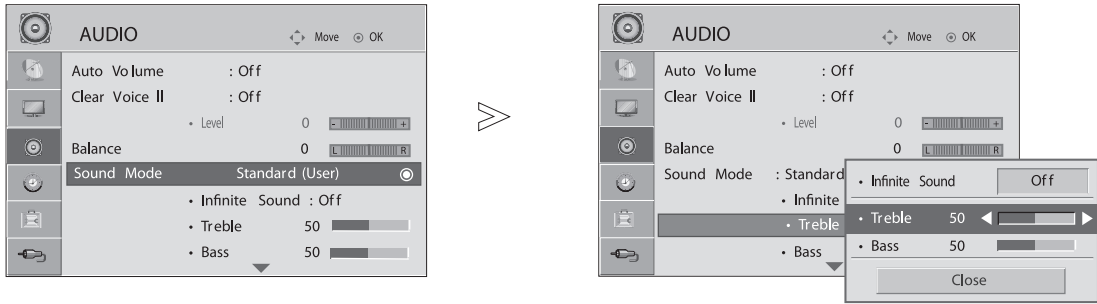 AUDIO Move OK
Auto Volume : Off
Clear Voice II : Off
• Level 0 - +
Balance 0 L R
Sound Mode Standard (User)
• Infinite Sound : Off
• Treble 50
• Bass 50
>
AUDIO Move OK
Auto Volume : Off
Clear Voice II : Off
• Level 0 - +
Balance 0 L R
Sound Mode : Standard
• Infinite
• Treble
• Bass
• Infinite Sound Off
• Treble 50
• Bass 50
Close